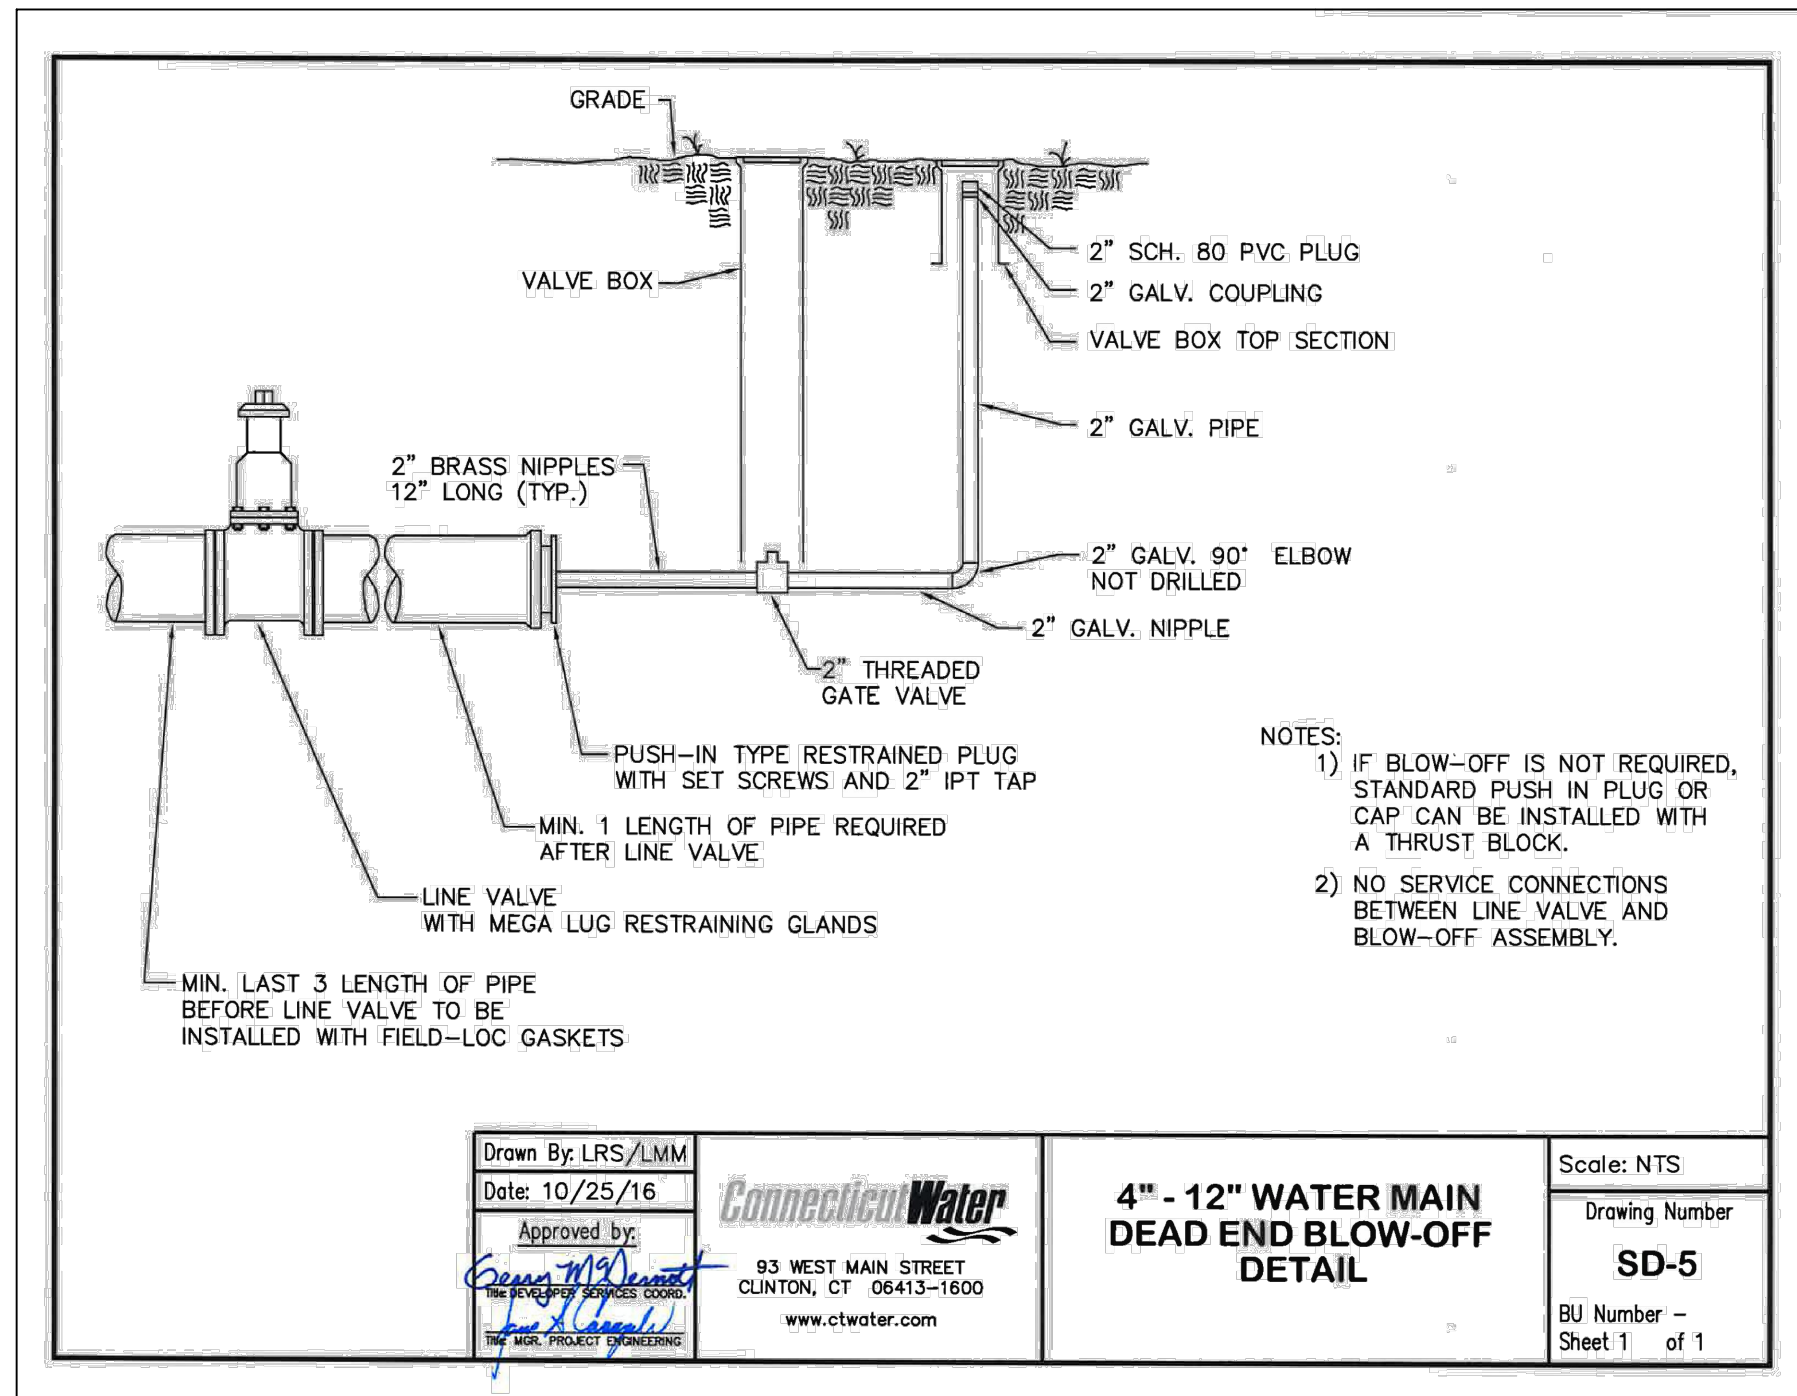 GRADE
VALVE BOX
2" SCH. 80 PVC PLUG
2" GALV. COUPLING
VALVE BOX TOP SECTION
2" GALV. PIPE
2" BRASS NIPPLES
12" LONG (TYP.)
2" GALV. 90° ELBOW
NOT DRILLED
2" GALV. NIPPLE
2" THREADED
GATE VALVE
PUSH-IN TYPE RESTRAINED PLUG
WITH SET SCREWS AND 2" IPT TAP
MIN. 1 LENGTH OF PIPE REQUIRED
AFTER LINE VALVE
LINE VALVE
WITH MEGA LUG RESTRAINING GLANDS
MIN. LAST 3 LENGTH OF PIPE
BEFORE LINE VALVE TO BE
INSTALLED WITH FIELD-LOC GASKETS
NOTES:
1) IF BLOW-OFF IS NOT REQUIRED,
STANDARD PUSH IN PLUG OR
CAP CAN BE INSTALLED WITH
A THRUST BLOCK.
2) NO SERVICE CONNECTIONS
BETWEEN LINE VALVE AND
BLOW-OFF ASSEMBLY.
Drawn By: LRS/LMM
Date: 10/25/16
Approved by:
Gerry McDermott
Title: DEVELOPER SERVICES COORD.
Title: MGR. PROJECT ENGINEERING
ConnecticutWater
93 WEST MAIN STREET
CLINTON, CT 06413-1600
www.ctwater.com
4" - 12" WATER MAIN
DEAD END BLOW-OFF
DETAIL
Scale: NTS
Drawing Number
SD-5
BU Number -
Sheet 1 of 1